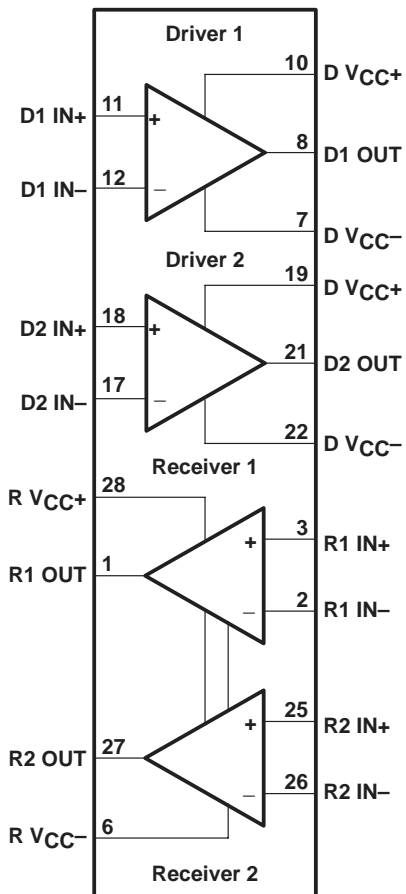 Driver 1
10 D VCC+
D1 IN+ 11
+
8 D1 OUT
D1 IN– 12
–
7 D VCC–
Driver 2
19 D VCC+
D2 IN+ 18
+
21 D2 OUT
D2 IN– 17
–
22 D VCC–
Receiver 1
R VCC+ 28
+ 3 R1 IN+
R1 OUT 1
– 2 R1 IN–
+ 25 R2 IN+
R2 OUT 27
– 26 R2 IN–
R VCC– 6
Receiver 2